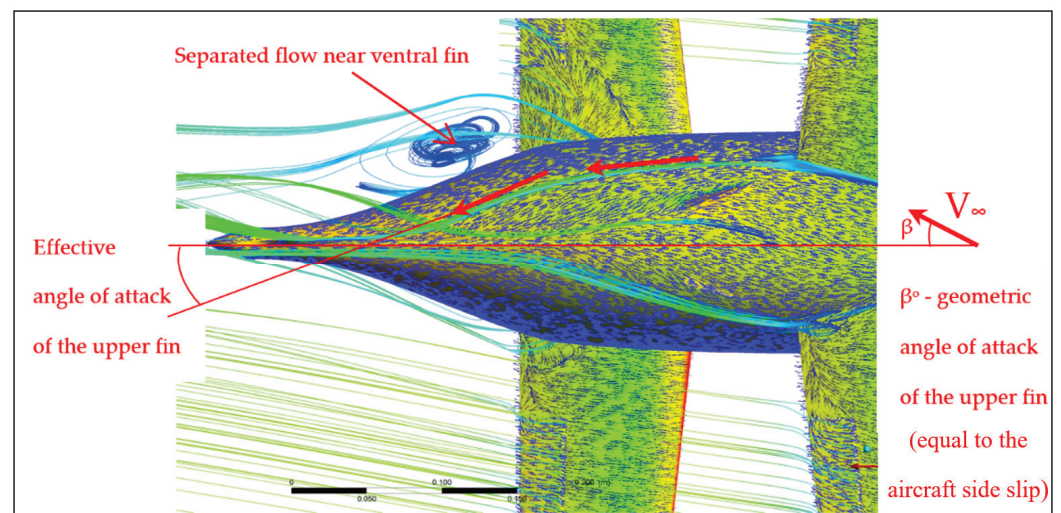 Separated flow near ventral fin
V∞
β
Effective
angle of attack
of the upper fin
βº - geometric
angle of attack
of the upper fin
(equal to the
aircraft side slip)
0
0.100
0.200 (m)
0.050
0.150